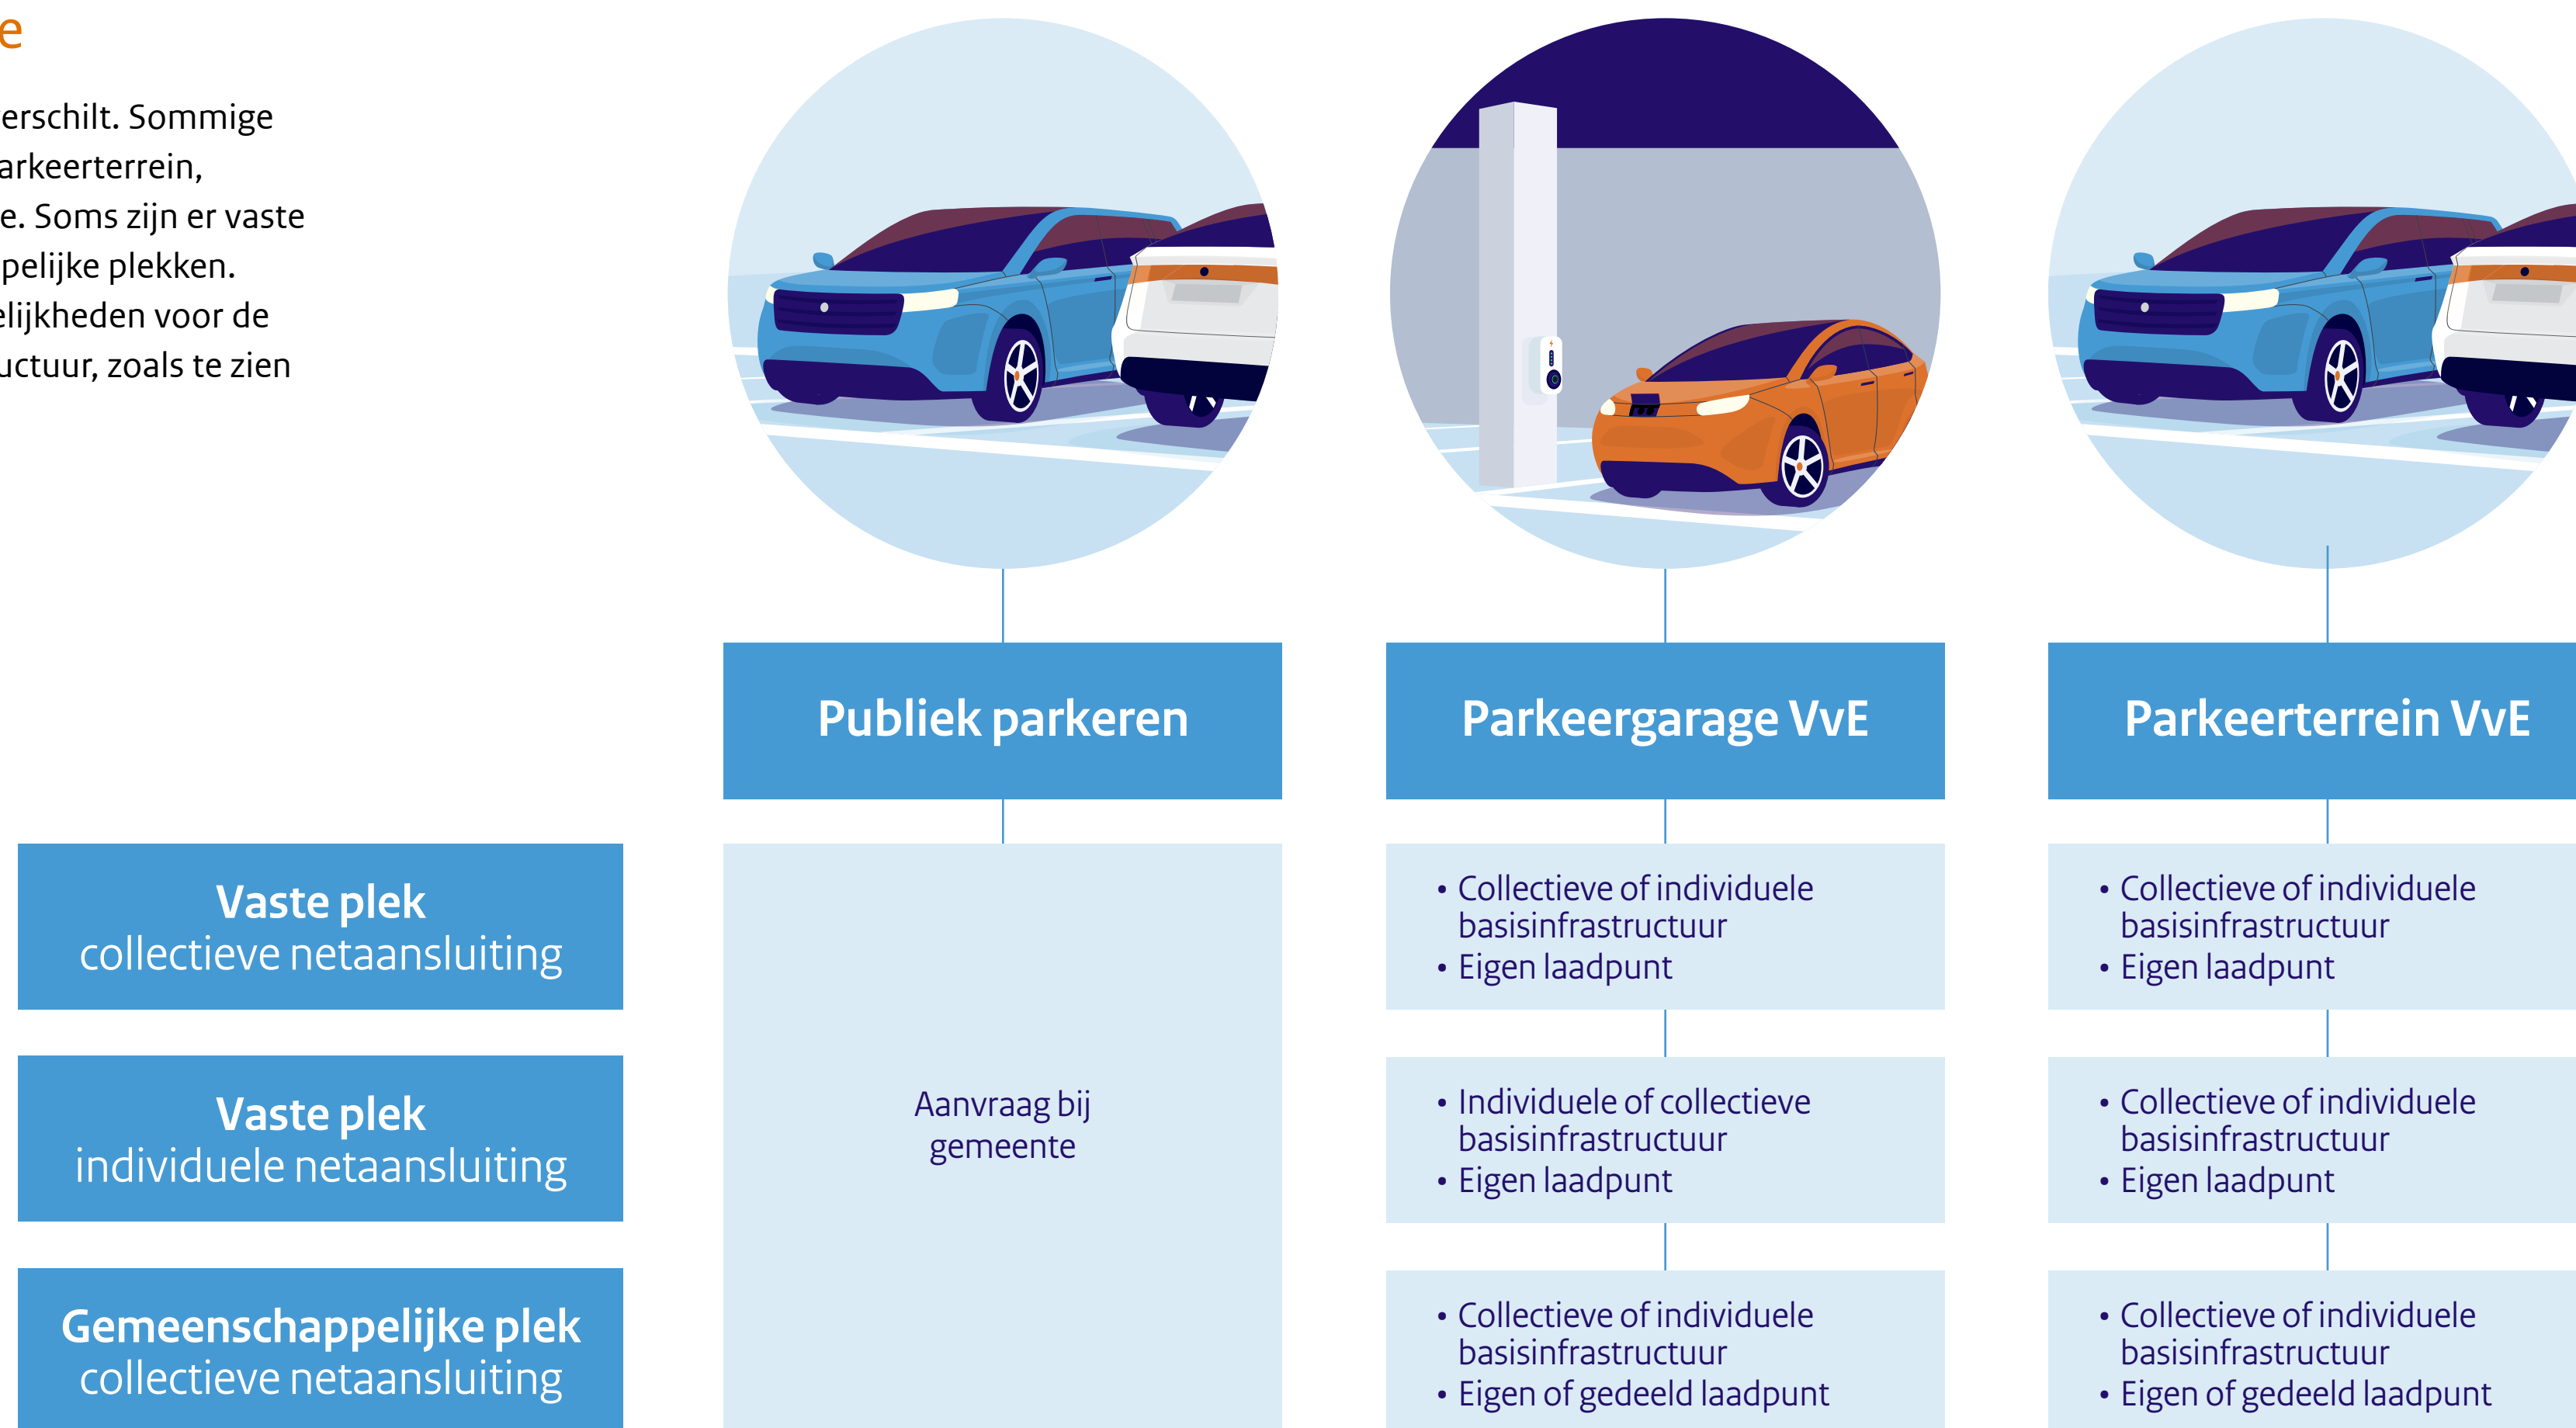 e
erschilt. Sommige
arkeerterrein,
e. Soms zijn er vaste
pelijke plekken.
elijkheden voor de
uctuur, zoals te zien
Publiek parkeren
Parkeergarage VvE
Parkeerterrein VvE
Vaste plek
collectieve netaansluiting
Aanvraag bij
gemeente
• Collectieve of individuele
basisinfrastructuur
• Eigen laadpunt
• Collectieve of individuele
basisinfrastructuur
• Eigen laadpunt
Vaste plek
individuele netaansluiting
• Individuele of collectieve
basisinfrastructuur
• Eigen laadpunt
• Collectieve of individuele
basisinfrastructuur
• Eigen laadpunt
Gemeenschappelijke plek
collectieve netaansluiting
• Collectieve of individuele
basisinfrastructuur
• Eigen of gedeeld laadpunt
• Collectieve of individuele
basisinfrastructuur
• Eigen of gedeeld laadpunt